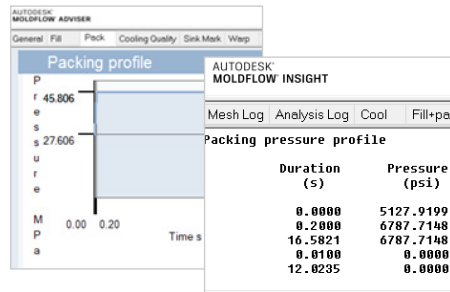 AUTODESK®
MOLDFLOW® ADVISER
General Fill Pack Cooling Quality Sink Mark Warp
Packing profile
Pressure MPa
45.806
27.606
0.00 0.20
Time s
AUTODESK®
MOLDFLOW® INSIGHT
Mesh Log Analysis Log Cool Fill+pa
Packing pressure profile
Duration Pressure
(s) (psi)
0.0000 5127.9199
0.2000 6787.7148
16.5821 6787.7148
0.0100 0.0000
12.0235 0.0000